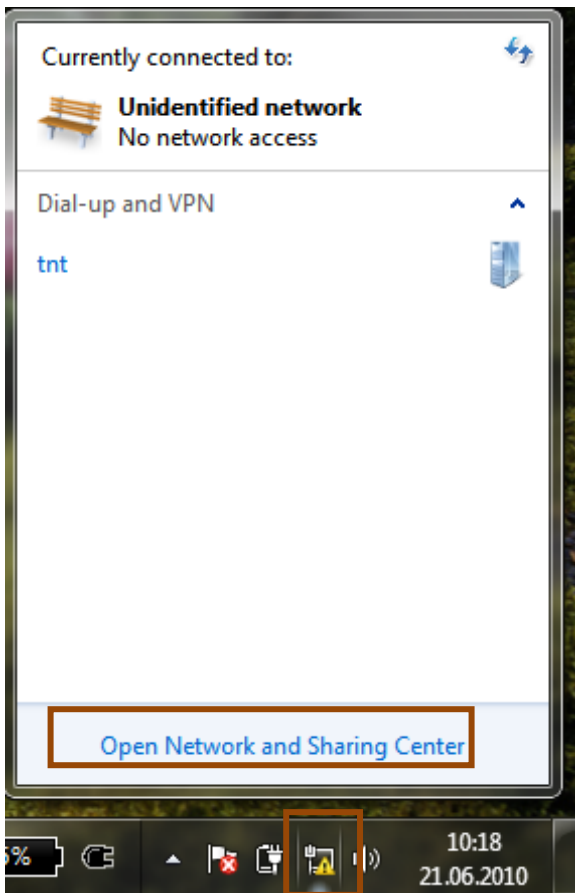 Currently connected to:
Unidentified network
No network access
Dial-up and VPN
tnt
Open Network and Sharing Center
10:18
21.06.2010